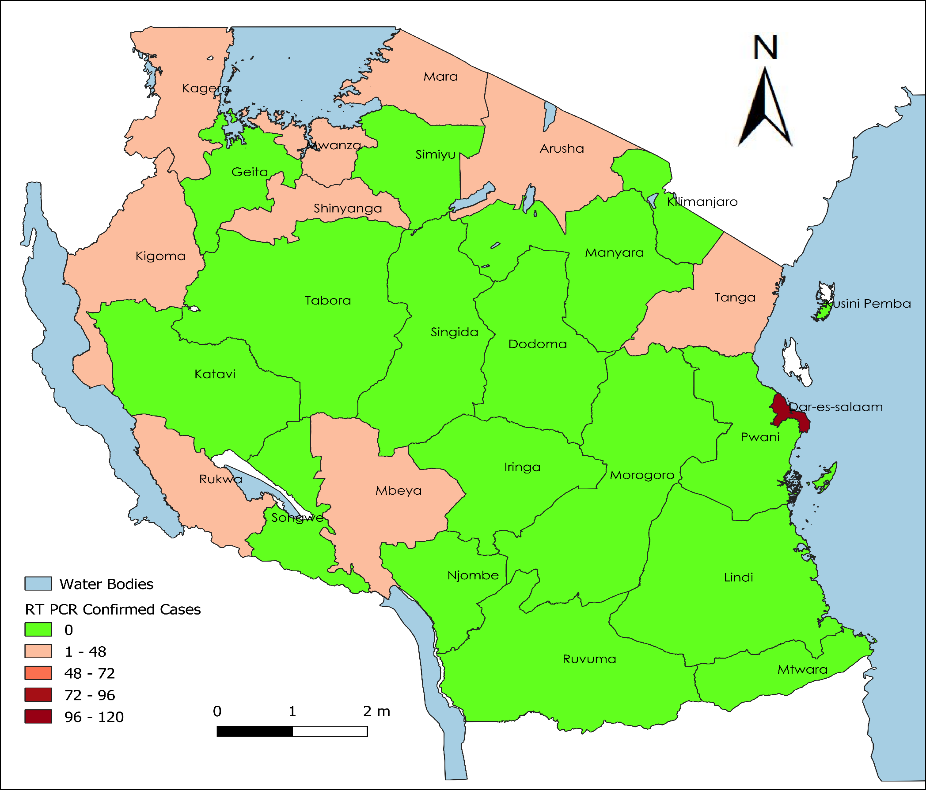 N
Mara
Kagera
Mwanza
Simiyu
Arusha
Geita
Kilimanjaro
Shinyanga
Kigoma
Manyara
Tabora
Tanga
usini Pemba
Singida
Dodoma
Katavi
Dar-es-salaam
Pwani
Iringa
Morogoro
Rukwa
Mbeya
Songwe
Njombe
Lindi
Ruvuma
Mtwara
Water Bodies
RT PCR Confirmed Cases
0
1 - 48
48 - 72
72 - 96
96 - 120
0 1 2 m